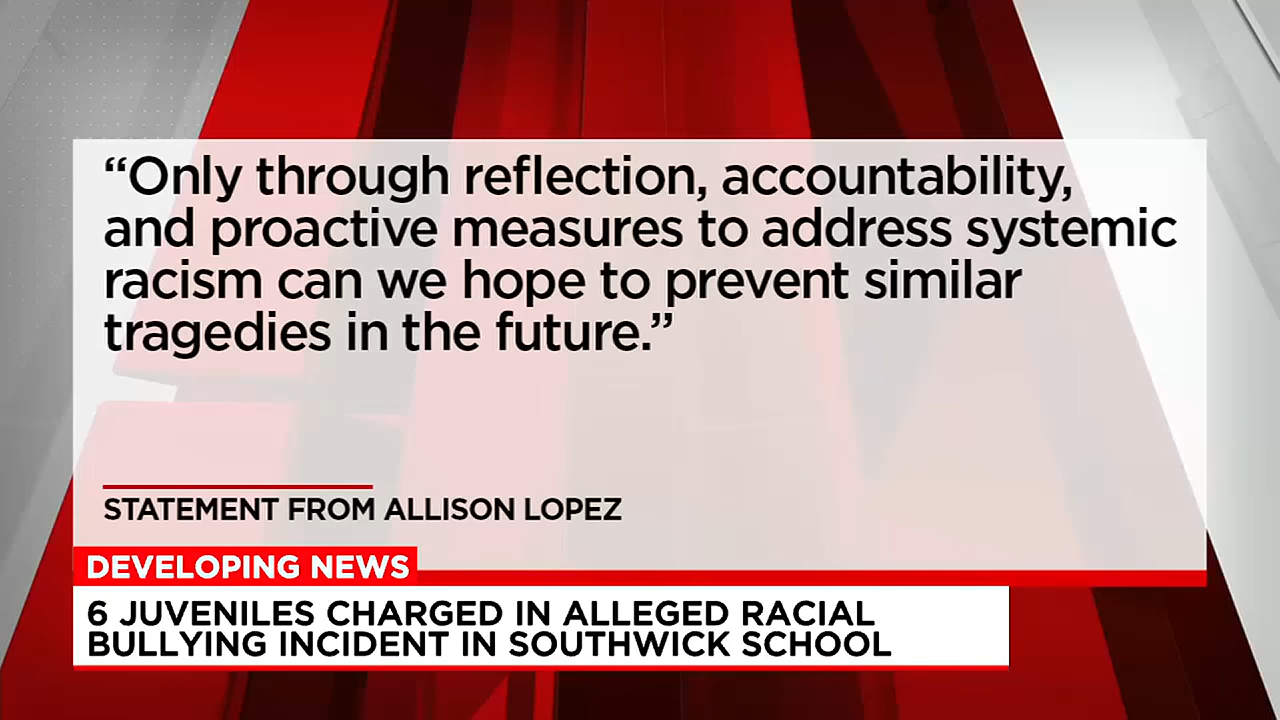 “Only through reflection, accountability,
and proactive measures to address systemic
racism can we hope to prevent similar
tragedies in the future.”
STATEMENT FROM ALLISON LOPEZ
DEVELOPING NEWS
6 JUVENILES CHARGED IN ALLEGED RACIAL
BULLYING INCIDENT IN SOUTHWICK SCHOOL